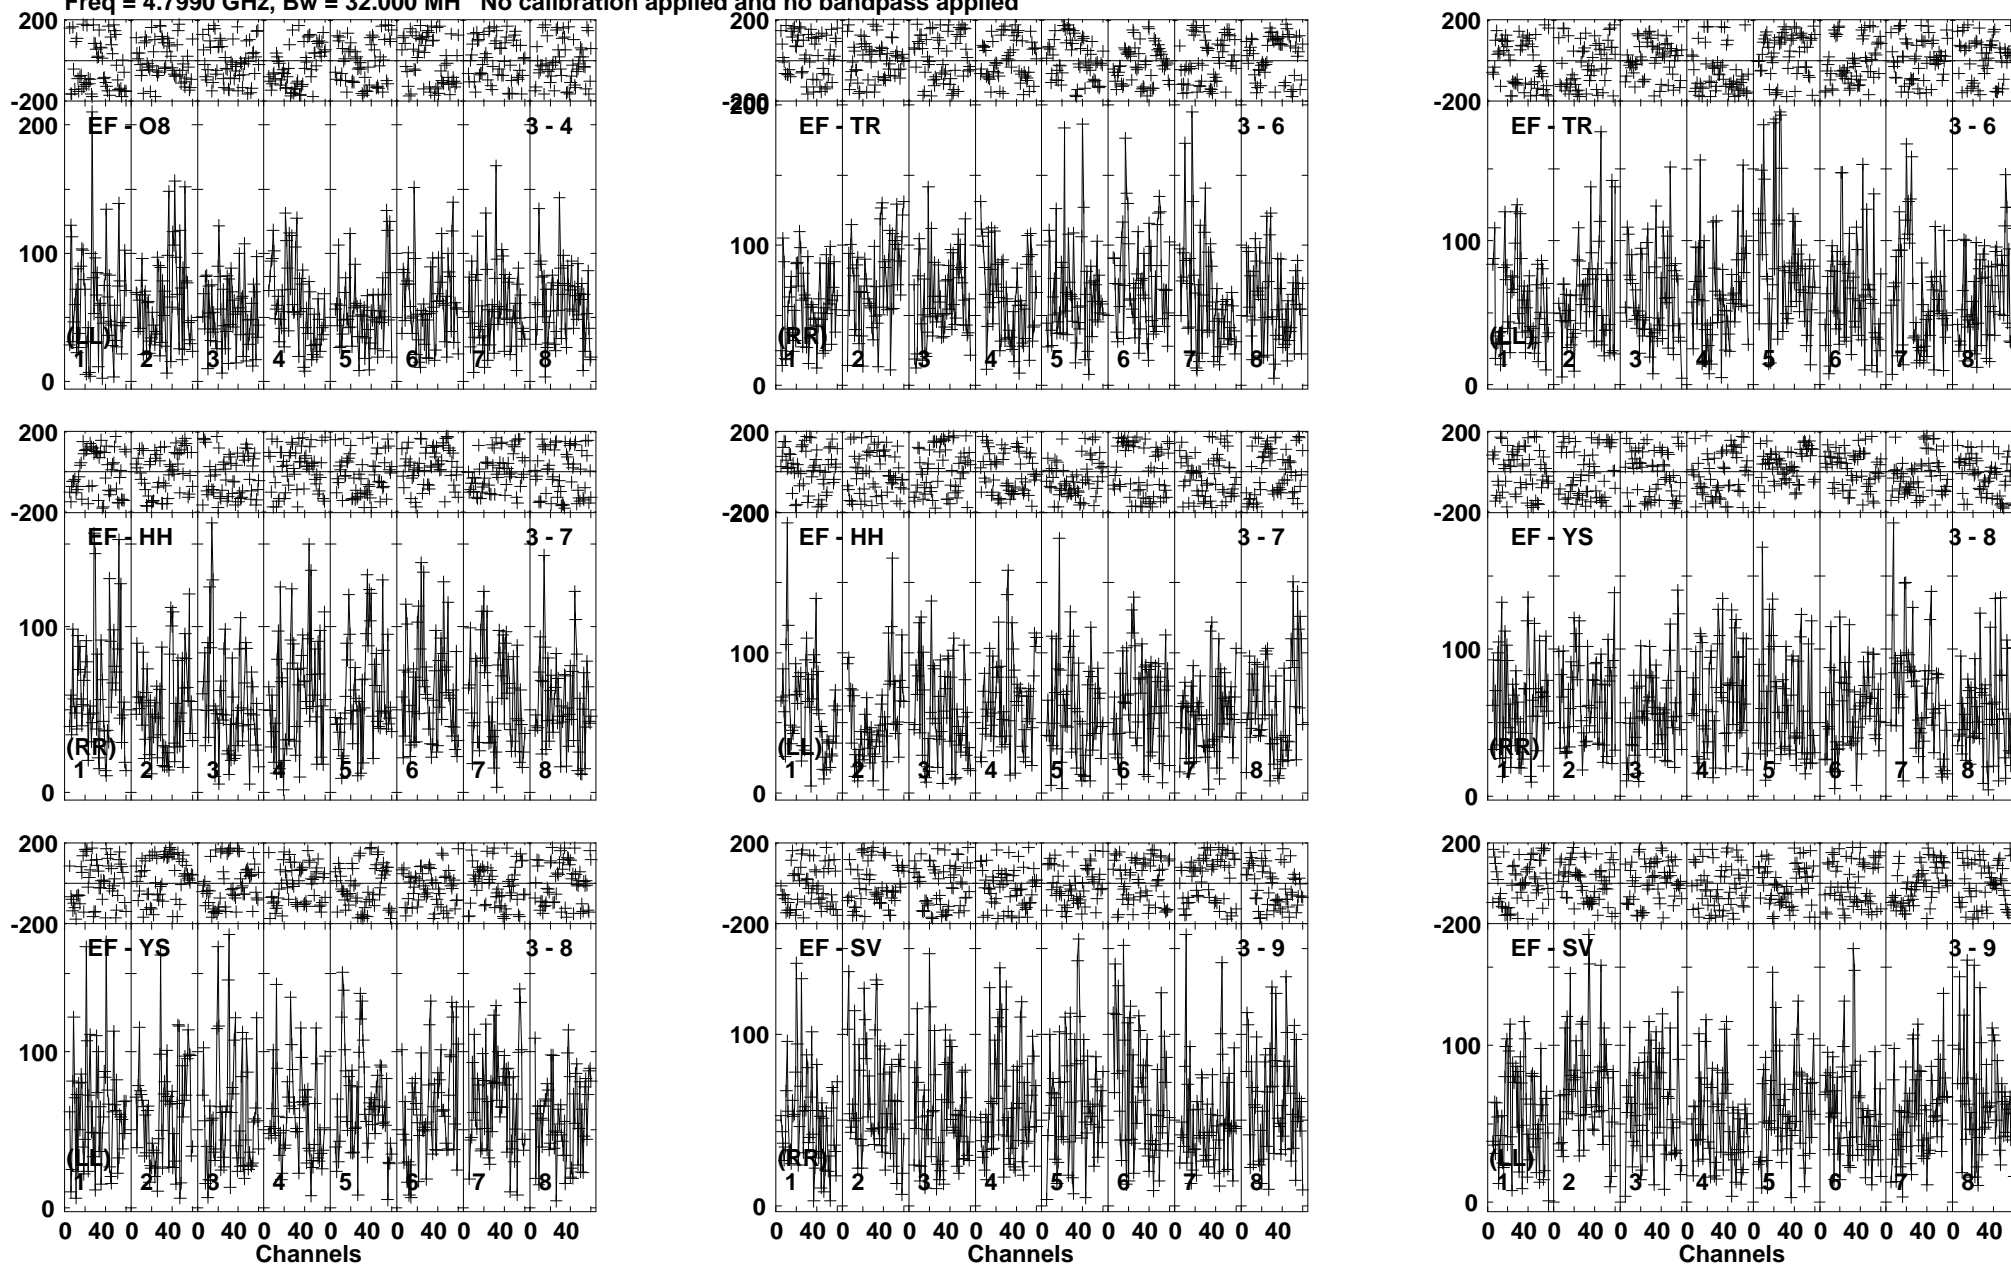 Freq = 4.7990 GHz, Bw = 32.000 MH No calibration applied and no bandpass applied
200 200 200
-200 -200 -200
200 EF - O8 3 - 4 200 EF - TR 3 - 6 EF - TR 3 - 6
100 100 100
(LL) (RR) (LL)
1 2 3 4 5 6 7 8 1 2 3 4 5 6 7 8 1 2 3 4 5 6 7 8
0 0 0
200 200 200
-200 -200 -200
EF - HH 3 - 7 200 EF - HH 3 - 7 EF - YS 3 - 8
100 100 100
(RR) (LL) (RR)
1 2 3 4 5 6 7 8 1 2 3 4 5 6 7 8 1 2 3 4 5 6 7 8
0 0 0
200 200 200
-200 -200 -200
EF - YS 3 - 8 EF - SV 3 - 9 EF - SV 3 - 9
100 100 100
(LL) (RR) (LL)
1 2 3 4 5 6 7 8 1 2 3 4 5 6 7 8 1 2 3 4 5 6 7 8
0 0 0
0 40 0 40 0 40 0 40 0 40 0 40 0 40 0 40 0 40 0 40 0 40 0 40 0 40 0 40 0 40 0 40 0 40 0 40 0 40 0 40 0 40 0 40 0 40 0 40
Channels Channels Channels